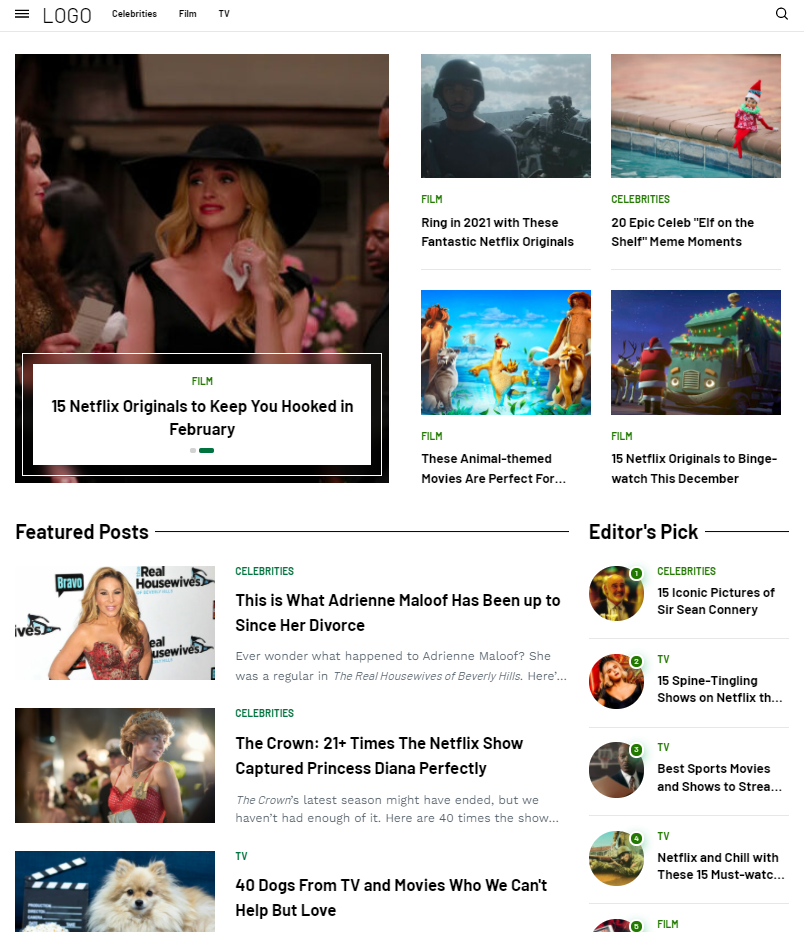 LOGO Celebrities Film TV
FILM
15 Netflix Originals to Keep You Hooked in
February
FILM
Ring in 2021 with These
Fantastic Netflix Originals
CELEBRITIES
20 Epic Celeb "Elf on the
Shelf" Meme Moments
FILM
These Animal-themed
Movies Are Perfect For...
FILM
15 Netflix Originals to Binge-
watch This December
Featured Posts
Bravo
Real
Housewives
OF BEVERLY HILLS
CELEBRITIES
This is What Adrienne Maloof Has Been up to
Since Her Divorce
Ever wonder what happened to Adrienne Maloof? She
was a regular in The Real Housewives of Beverly Hills. Here'...
CELEBRITIES
The Crown: 21+ Times The Netflix Show
Captured Princess Diana Perfectly
The Crown's latest season might have ended, but we
haven't had enough of it. Here are 40 times the show...
TV
40 Dogs From TV and Movies Who We Can't
Help But Love
Editor's Pick
1
CELEBRITIES
15 Iconic Pictures of
Sir Sean Connery
2
TV
15 Spine-Tingling
Shows on Netflix th...
3
TV
Best Sports Movies
and Shows to Strea...
4
TV
Netflix and Chill with
These 15 Must-watc...
5
FILM